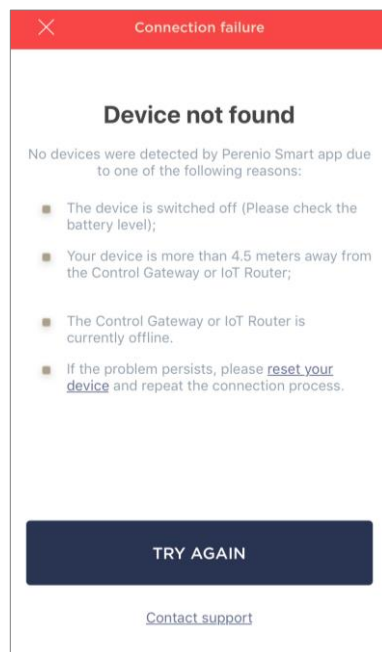 Connection failure
Device not found
No devices were detected by Perenio Smart app due
to one of the following reasons:
The device is switched off (Please check the
battery level);
Your device is more than 4.5 meters away from
the Control Gateway or IoT Router;
The Control Gateway or IoT Router is
currently offline.
If the problem persists, please reset your
device and repeat the connection process.
TRY AGAIN
Contact support